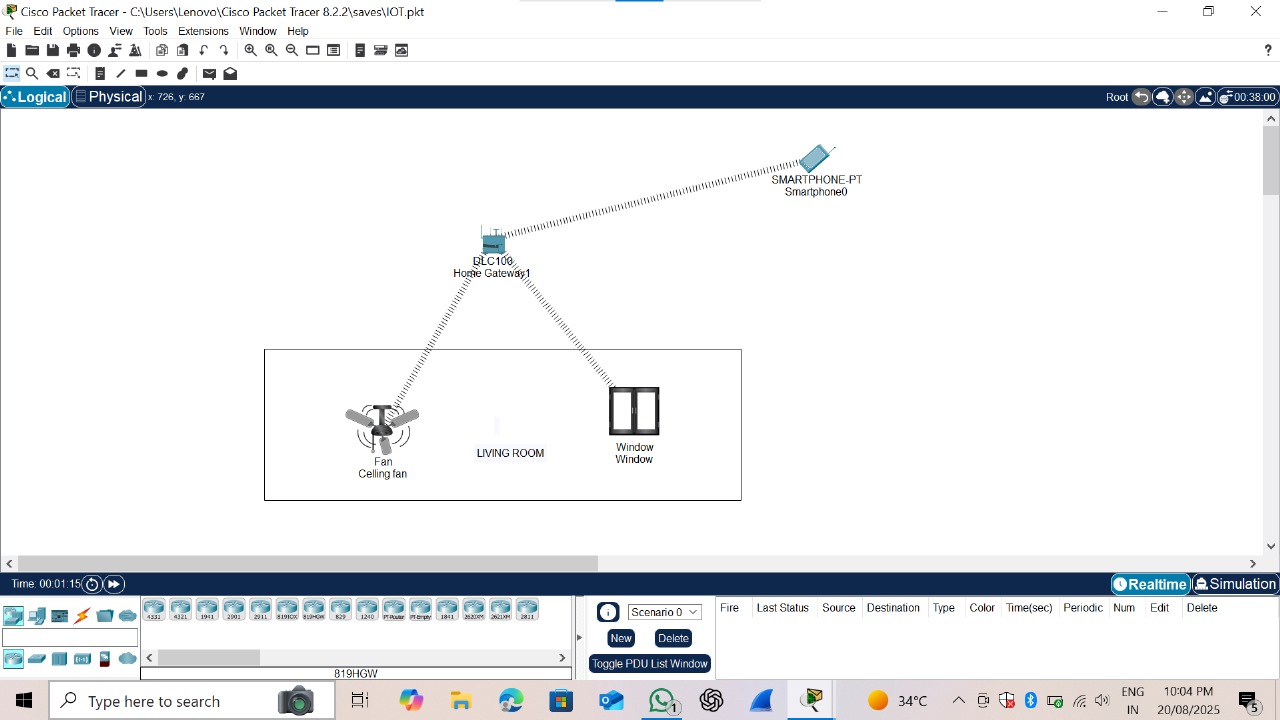 Cisco Packet Tracer - C:\Users\Lenovo\Cisco Packet Tracer 8.2.2\saves\IOT.pkt
File Edit Options View Tools Extensions Window Help
?
Logical Physical x: 726, y: 667 Root 00:38:00
SMARTPHONE-PT
Smartphone0
DLC100
Home Gateway1
LIVING ROOM
Window
Window
Fan
Celling fan
Time: 00:01:15 Realtime Simulation
4331 4321 1941 2901 2911 819IOX 819HGW 829 1240 PT-Router PT-Empty 1841 2620XM 2621XM 2811
819HGW
Scenario 0
New Delete
Toggle PDU List Window
Fire Last Status Source Destination Type Color Time(sec) Periodic Num Edit Delete
Type here to search
1
34°C
ENG
IN
10:04 PM
20/08/2025
5